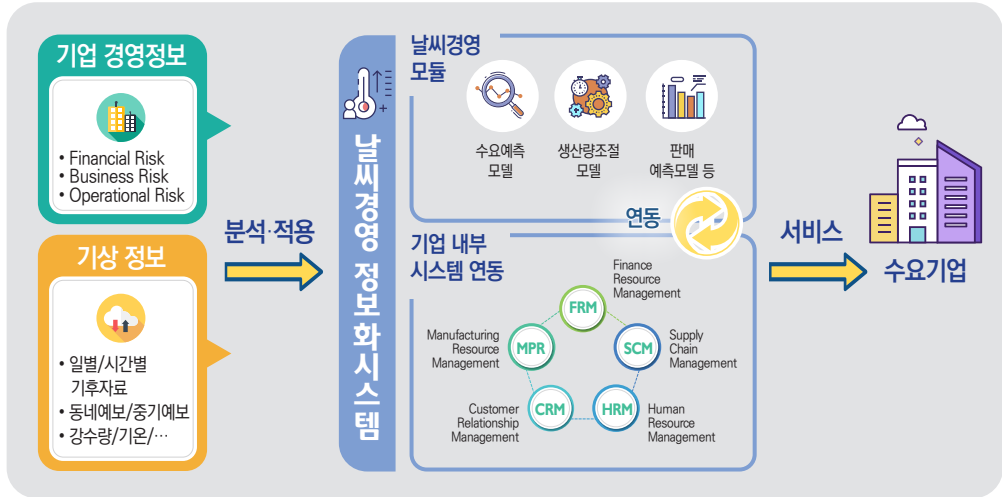 기업 경영정보
• Financial Risk
• Business Risk
• Operational Risk
기상 정보
• 일별/시간별
기후자료
• 동네예보/중기예보
• 강수량/기온/…
분석·적용
날씨경영 정보화시스템
날씨경영
모듈
수요예측
모델
생산량조절
모델
판매
예측모델 등
연동
기업 내부
시스템 연동
Finance
Resource
Management
FRM
Manufacturing
Resource
Management
MPR
SCM
Supply
Chain
Management
Customer
Relationship
Management
CRM
HRM
Human
Resource
Management
서비스
수요기업